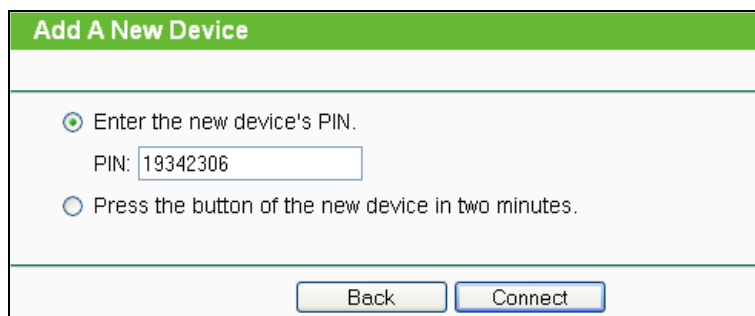 Add A New Device
Enter the new device's PIN.
PIN: 19342306
Press the button of the new device in two minutes.
Back Connect